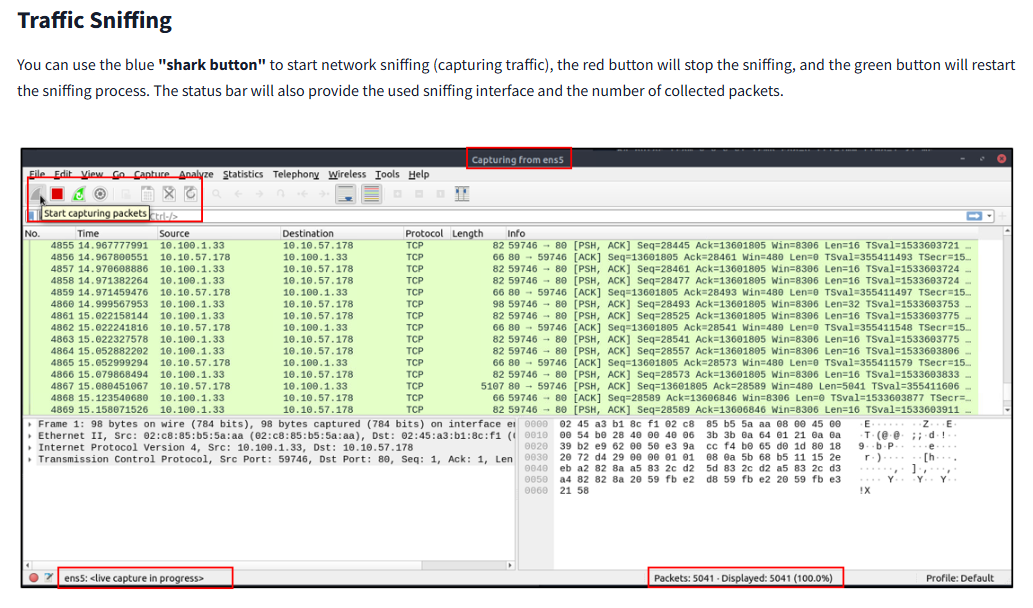 Traffic Sniffing
You can use the blue "shark button" to start network sniffing (capturing traffic), the red button will stop the sniffing, and the green button will restart
the sniffing process. The status bar will also provide the used sniffing interface and the number of collected packets.
Capturing from ens5
File Edit View Go Capture Analyze Statistics Telephony Wireless Tools Help
Start capturing packets Ctrl-/>
No. Time Source Destination Protocol Length Info
4855 14.967777991 10.100.1.33 10.10.57.178 TCP 82 59746 → 80 [PSH, ACK] Seq=28445 Ack=13601805 Win=8306 Len=16 TSval=1533603721 …
4856 14.967800551 10.10.57.178 10.100.1.33 TCP 66 80 → 59746 [ACK] Seq=13601805 Ack=28461 Win=480 Len=0 TSval=355411493 TSecr=15…
4857 14.970608886 10.100.1.33 10.10.57.178 TCP 82 59746 → 80 [PSH, ACK] Seq=28461 Ack=13601805 Win=8306 Len=16 TSval=1533603724 …
4858 14.971382264 10.100.1.33 10.10.57.178 TCP 82 59746 → 80 [PSH, ACK] Seq=28477 Ack=13601805 Win=8306 Len=16 TSval=1533603724 …
4859 14.971459476 10.10.57.178 10.100.1.33 TCP 66 80 → 59746 [ACK] Seq=13601805 Ack=28493 Win=480 Len=0 TSval=355411497 TSecr=15…
4860 14.999567953 10.100.1.33 10.10.57.178 TCP 98 59746 → 80 [PSH, ACK] Seq=28493 Ack=13601805 Win=8306 Len=32 TSval=1533603753 …
4861 15.022158144 10.100.1.33 10.10.57.178 TCP 82 59746 → 80 [PSH, ACK] Seq=28525 Ack=13601805 Win=8306 Len=16 TSval=1533603775 …
4862 15.022241816 10.10.57.178 10.100.1.33 TCP 66 80 → 59746 [ACK] Seq=13601805 Ack=28541 Win=480 Len=0 TSval=355411548 TSecr=15…
4863 15.022327578 10.100.1.33 10.10.57.178 TCP 82 59746 → 80 [PSH, ACK] Seq=28541 Ack=13601805 Win=8306 Len=16 TSval=1533603775 …
4864 15.052882202 10.100.1.33 10.10.57.178 TCP 82 59746 → 80 [PSH, ACK] Seq=28557 Ack=13601805 Win=8306 Len=16 TSval=1533603806 …
4865 15.052999294 10.10.57.178 10.100.1.33 TCP 66 80 → 59746 [ACK] Seq=13601805 Ack=28573 Win=480 Len=0 TSval=355411579 TSecr=15…
4866 15.079868494 10.100.1.33 10.10.57.178 TCP 82 59746 → 80 [PSH, ACK] Seq=28573 Ack=13601805 Win=8306 Len=16 TSval=1533603833 …
4867 15.080451067 10.10.57.178 10.100.1.33 TCP 5107 80 → 59746 [PSH, ACK] Seq=13601805 Ack=28589 Win=480 Len=5041 TSval=355411606 …
4868 15.123540680 10.100.1.33 10.10.57.178 TCP 66 59746 → 80 [ACK] Seq=28589 Ack=13606846 Win=8306 Len=0 TSval=1533603877 TSecr=…
4869 15.158071526 10.100.1.33 10.10.57.178 TCP 82 59746 → 80 [PSH, ACK] Seq=28589 Ack=13606846 Win=8306 Len=16 TSval=1533603911 …
Frame 1: 98 bytes on wire (784 bits), 98 bytes captured (784 bits) on interface en
Ethernet II, Src: 02:c8:85:b5:5a:aa (02:c8:85:b5:5a:aa), Dst: 02:45:a3:b1:8c:f1 (
Internet Protocol Version 4, Src: 10.100.1.33, Dst: 10.10.57.178
Transmission Control Protocol, Src Port: 59746, Dst Port: 80, Seq: 1, Ack: 1, Len
0000 02 45 a3 b1 8c f1 02 c8 85 b5 5a aa 08 00 45 00 ·E······ ··Z···E·
0010 00 54 b0 28 40 00 40 06 3b 3b 0a 64 01 21 0a 0a ·T·(@·@· ;;·d·!··
0020 39 b2 e9 62 00 50 e3 9a cc f4 b0 65 d0 1d 80 18 9··b·P·· ···e····
0030 20 72 d4 29 00 00 01 01 08 0a 5b 68 b5 11 15 2e r·)···· ··[h···.
0040 eb a2 82 8a a5 83 2c d2 5d 83 2c d2 a5 83 2c d3 ······,· ]·,···,·
0050 a4 82 82 8a 20 59 fb e2 d8 59 fb e2 20 59 fb e3 ···· Y·· ·Y·· Y··
0060 21 58 !X
ens5: <live capture in progress>
Packets: 5041 · Displayed: 5041 (100.0%)
Profile: Default